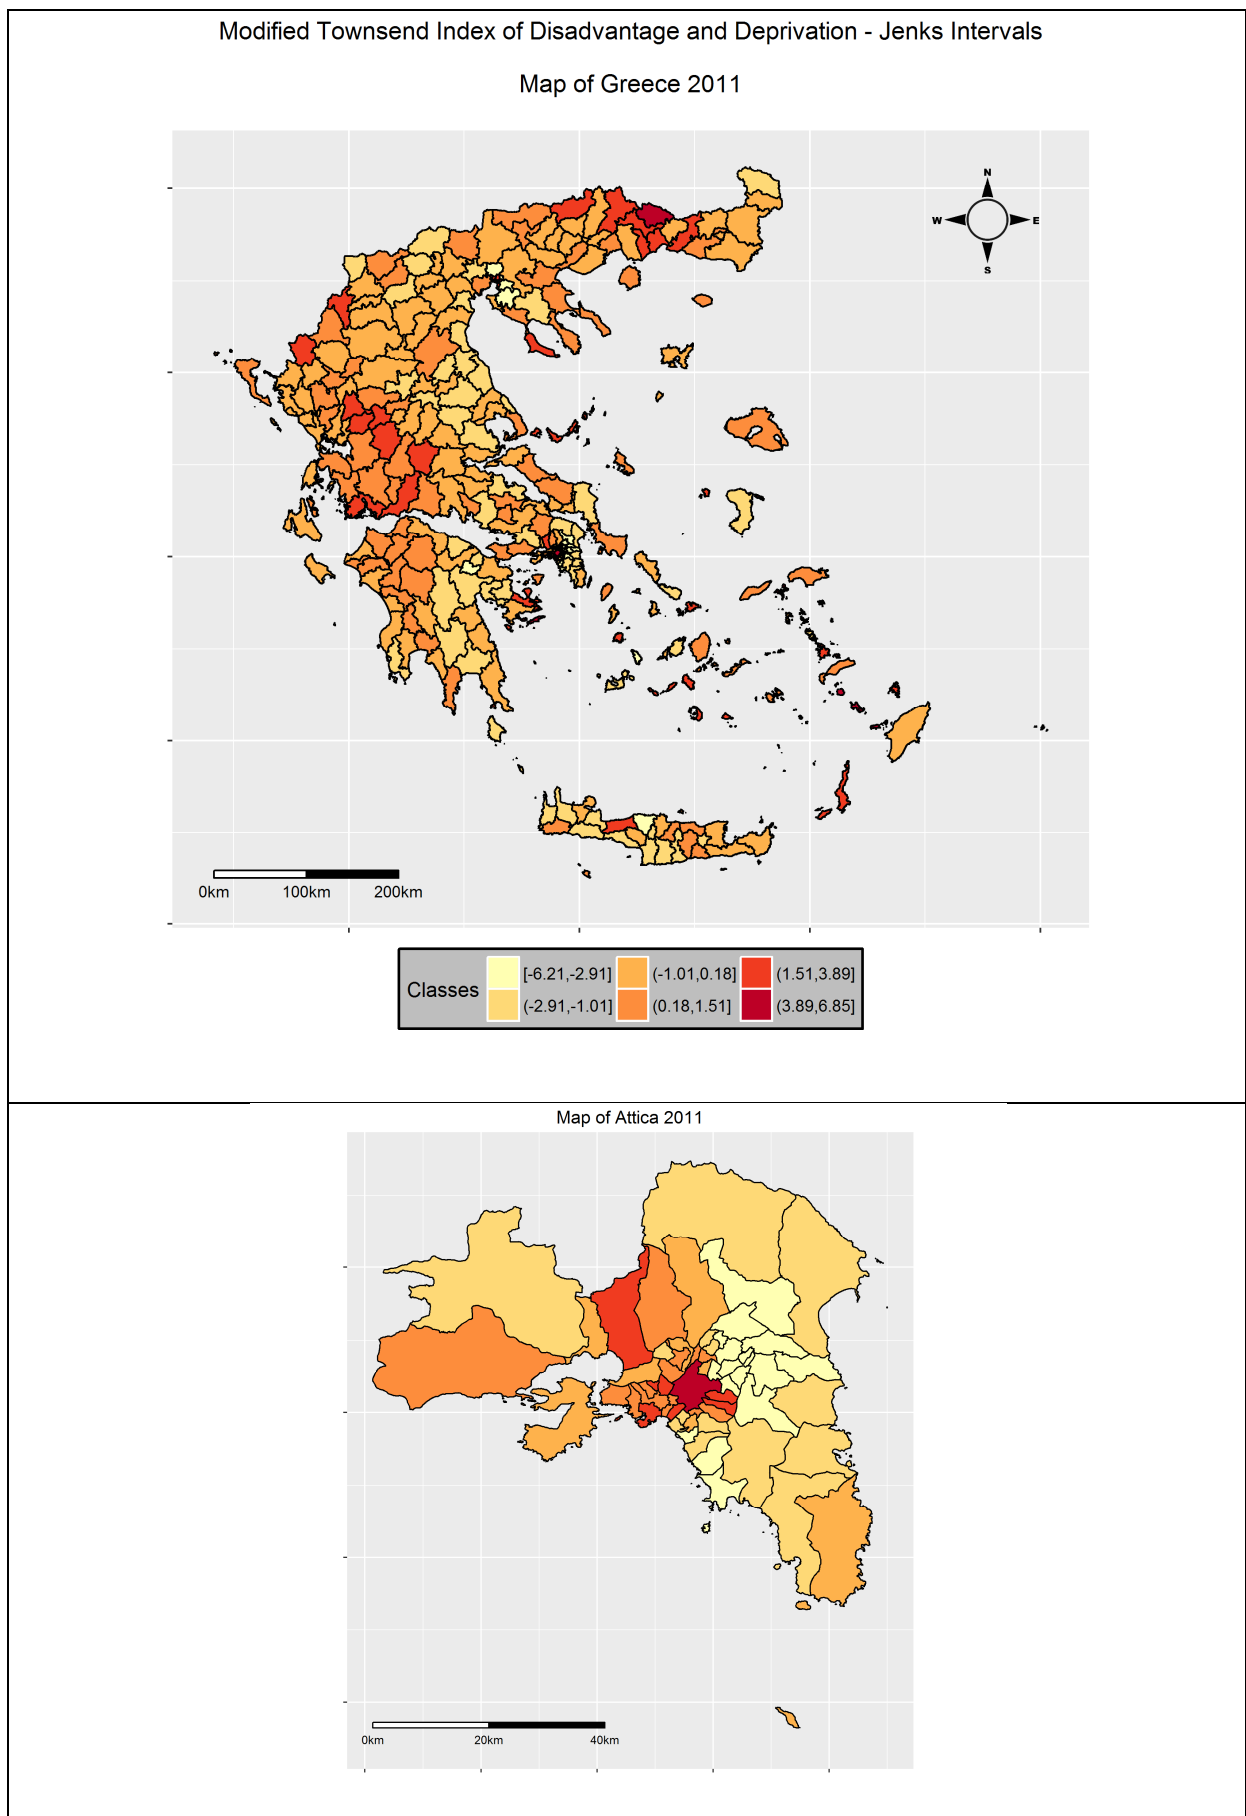 Modified Townsend Index of Disadvantage and Deprivation - Jenks Intervals
Map of Greece 2011
N
W E
S
0km 100km 200km
Classes
[-6.21,-2.91] (-1.01,0.18] (1.51,3.89]
(-2.91,-1.01] (0.18,1.51] (3.89,6.85]
Map of Attica 2011
0km 20km 40km